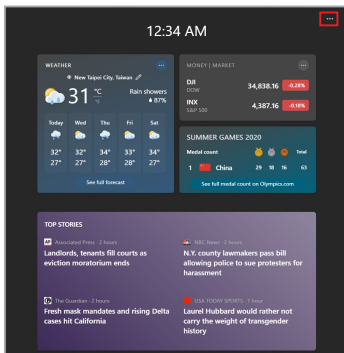 12:34 AM
WEATHER
New Taipei City, Taiwan
31 °C
°F
Rain showers
87%
Today Wed Thu Fri Sat
32° 32° 34° 33° 34°
27° 27° 28° 27° 27°
See full forecast
MONEY | MARKET
DJI
DOW
34,838.16 -0.28%
INX
S&P 500
4,387.16 -0.18%
SUMMER GAMES 2020
Medal count Total
1 China 29 18 16 63
See full medal count on Olympics.com
TOP STORIES
AP Associated Press · 2 hours
Landlords, tenants fill courts as
eviction moratorium ends
NBC News · 2 hours
N.Y. county lawmakers pass bill
allowing police to sue protesters for
harassment
The Guardian · 2 hours
Fresh mask mandates and rising Delta
cases hit California
USA TODAY SPORTS · 1 hour
Laurel Hubbard would rather not
carry the weight of transgender
history